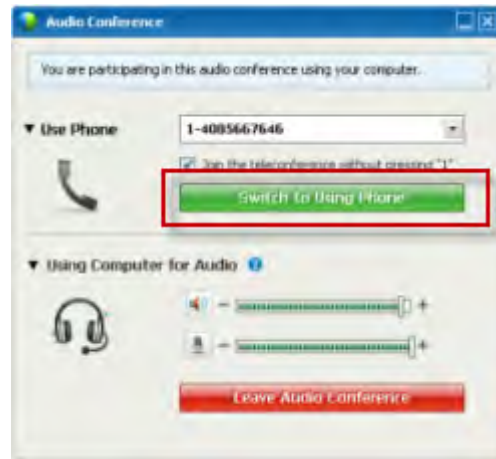 Audio Conference
You are participating in this audio conference using your computer.
Use Phone
1-4085667646
Join the teleconference without pressing "1"
Switch to Using Phone
Using Computer for Audio
Leave Audio Conference